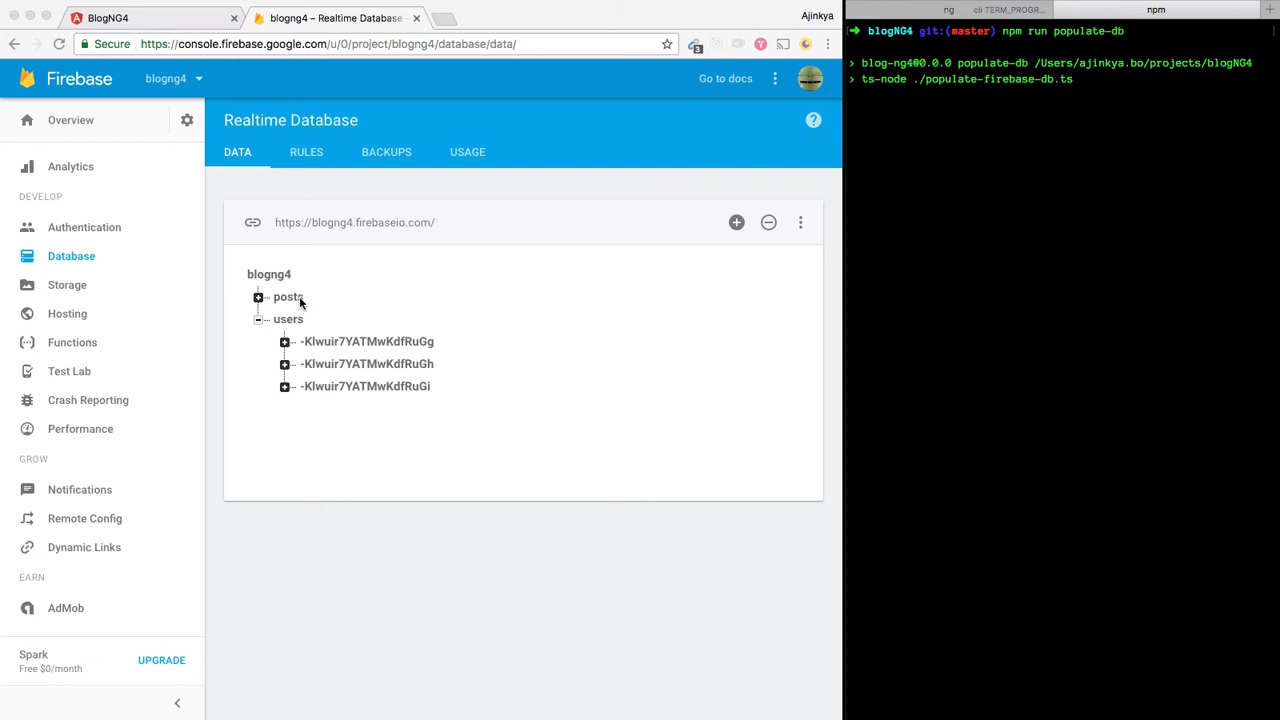 BlogNG4
blogng4 – Realtime Database -
Ajinkya
Secure
https://console.firebase.google.com/u/0/project/blogng4/database/data/
3
Firebase
blogng4
Go to docs
Overview
Analytics
DEVELOP
Authentication
Database
Storage
Hosting
Functions
Test Lab
Crash Reporting
Performance
GROW
Notifications
Remote Config
Dynamic Links
EARN
AdMob
Spark
Free $0/month
UPGRADE
Realtime Database
DATA
RULES
BACKUPS
USAGE
https://blogng4.firebaseio.com/
blogng4
posts
users
-Klwuir7YATMwKdfRuGg
-Klwuir7YATMwKdfRuGh
-Klwuir7YATMwKdfRuGi
ng
cli TERM_PROGR...
npm
blogNG4 git:(master) npm run populate-db
> blog-ng4@0.0.0 populate-db /Users/ajinkya.bo/projects/blogNG4
> ts-node ./populate-firebase-db.ts